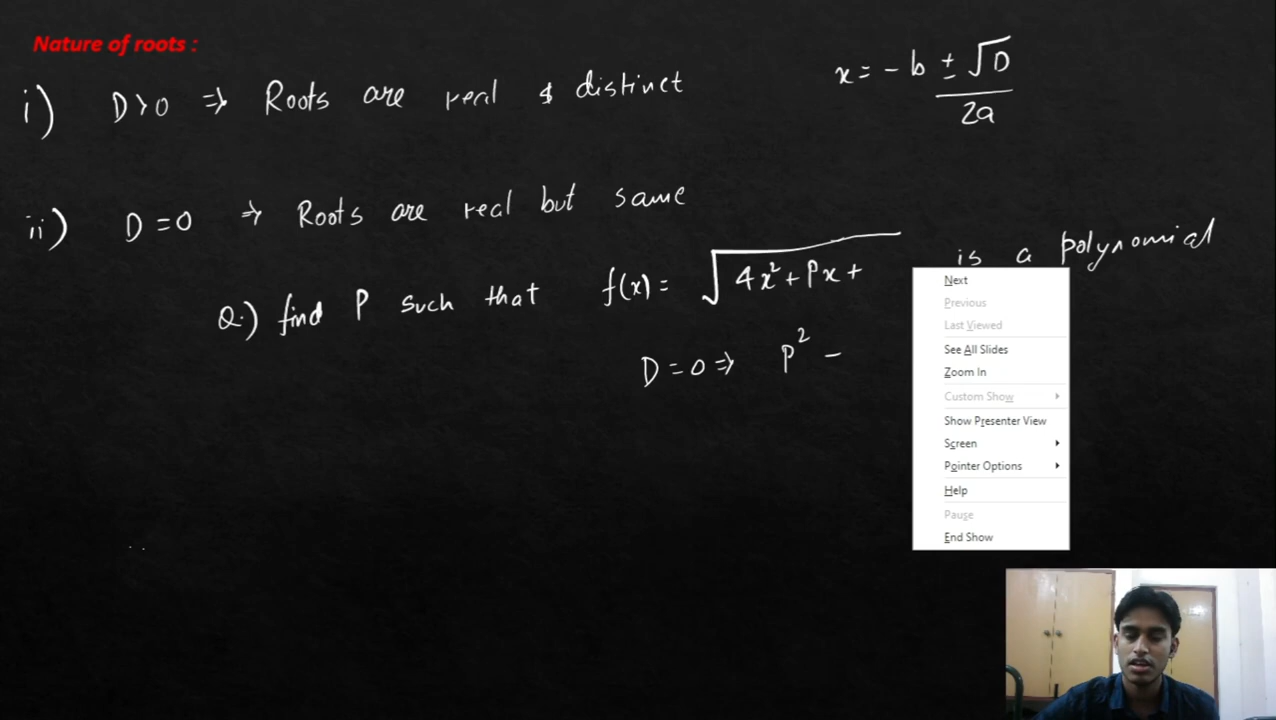 Nature of roots :
i) D>0 ⇒ Roots are real & distinct
x = -b ± √D / 2a
ii) D = 0 ⇒ Roots are real but same
Q.) find P such that f(x) = √4x² + Px + is a polynomial
D = 0 ⇒ P² -
Next
Previous
Last Viewed
See All Slides
Zoom In
Custom Show
Show Presenter View
Screen
Pointer Options
Help
Pause
End Show